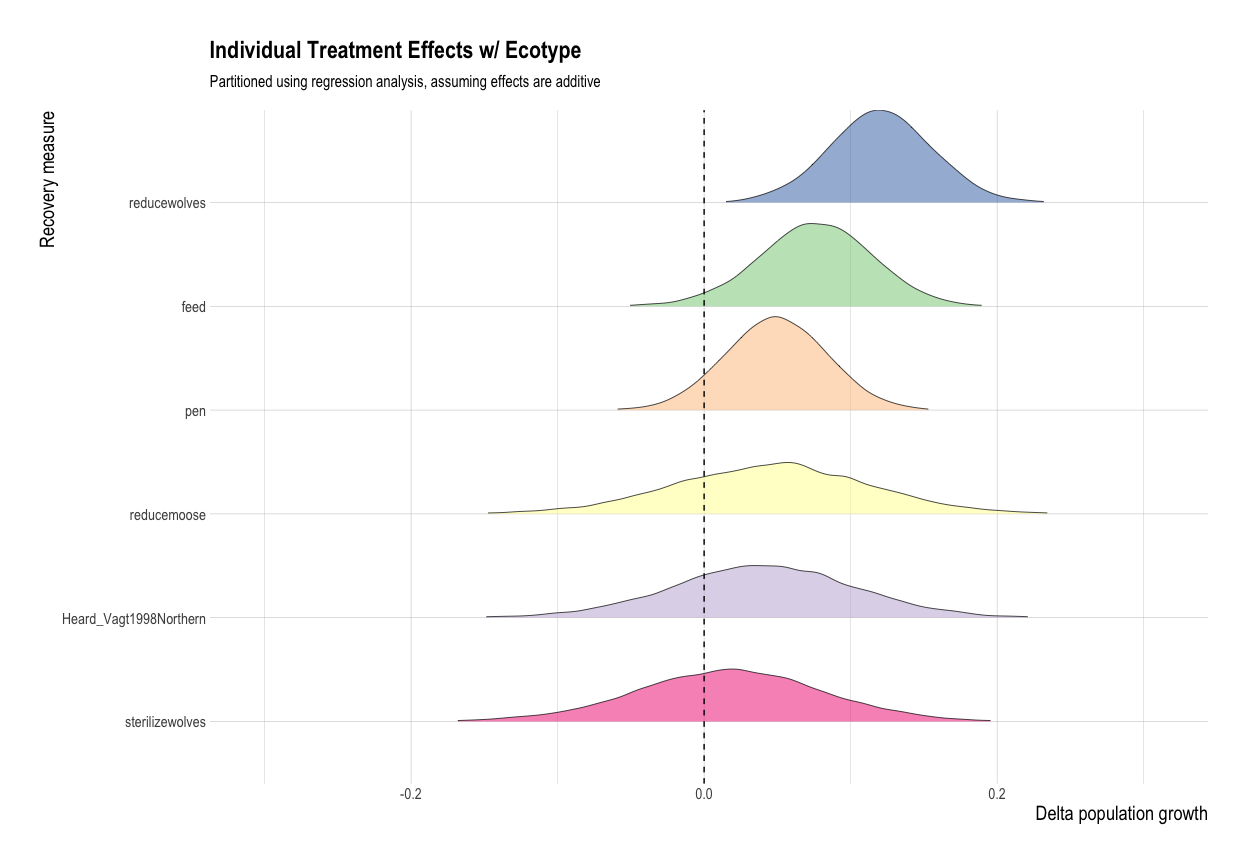 Individual Treatment Effects w/ Ecotype
Partitioned using regression analysis, assuming effects are additive
Recovery measure
reducewolves
feed
pen
reducemoose
Heard_Vagt1998Northern
sterilizewolves
-0.2
0.0
0.2
Delta population growth